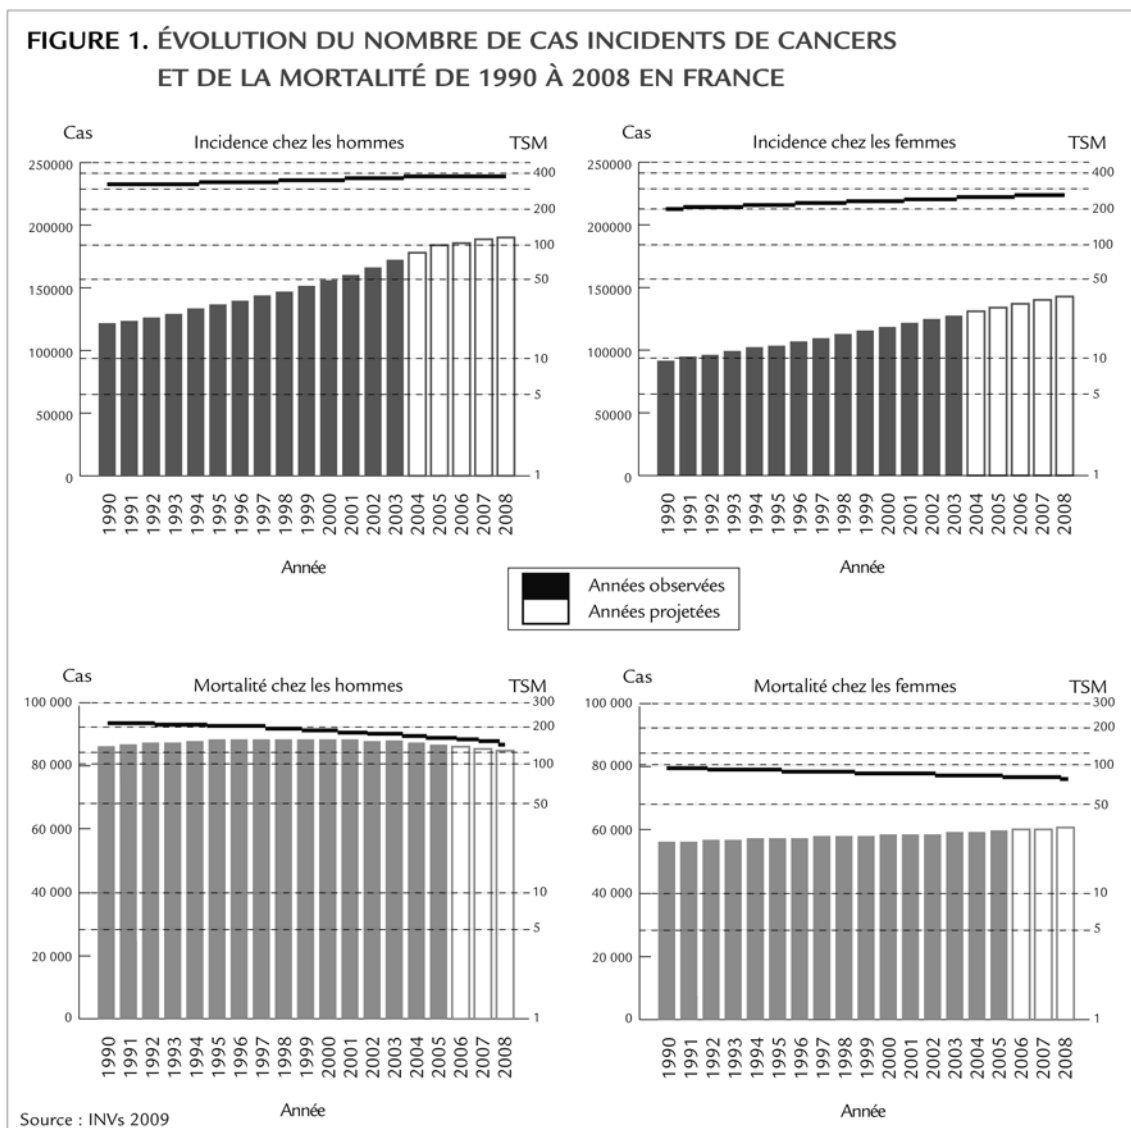 FIGURE 1. ÉVOLUTION DU NOMBRE DE CAS INCIDENTS DE CANCERS
ET DE LA MORTALITÉ DE 1990 À 2008 EN FRANCE
Cas
Incidence chez les hommes
TSM
250000
200000
150000
100000
50000
0
400
200
100
50
10
5
1
1990 1991 1992 1993 1994 1995 1996 1997 1998 1999 2000 2001 2002 2003 2004 2005 2006 2007 2008
Année
Cas
Incidence chez les femmes
TSM
250000
200000
150000
100000
50000
0
400
200
100
50
10
5
1
1990 1991 1992 1993 1994 1995 1996 1997 1998 1999 2000 2001 2002 2003 2004 2005 2006 2007 2008
Année
Années observées
Années projetées
Cas
Mortalité chez les hommes
TSM
100 000
80 000
60 000
40 000
20 000
0
300
200
100
50
10
5
1
1990 1991 1992 1993 1994 1995 1996 1997 1998 1999 2000 2001 2002 2003 2004 2005 2006 2007 2008
Année
Cas
Mortalité chez les femmes
TSM
100 000
80 000
60 000
40 000
20 000
0
300
200
100
50
10
5
1
1990 1991 1992 1993 1994 1995 1996 1997 1998 1999 2000 2001 2002 2003 2004 2005 2006 2007 2008
Année
Source : INVs 2009